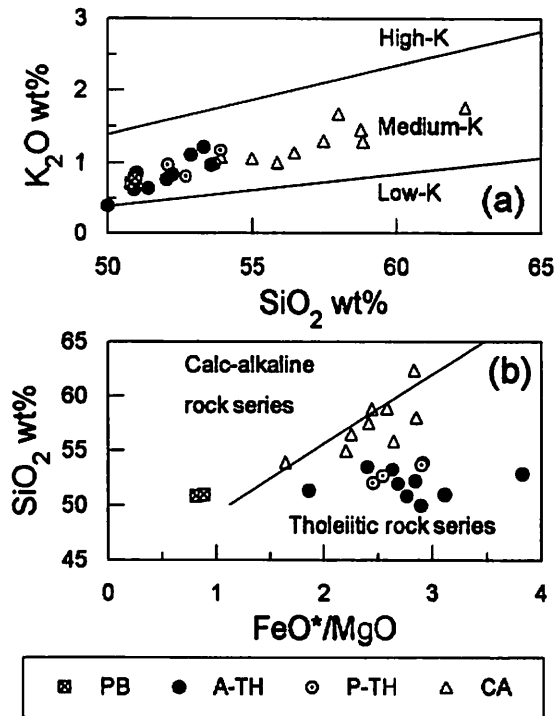 3
High-K
2
Medium-K
1
Low-K
(a)
0
50 55 60 65
K2O wt%
SiO2 wt%
65
Calc-alkaline
(b)
60
rock series
55
50
Tholeiitic rock series
45
0 1 2 3 4
SiO2 wt%
FeO*/MgO
PB A-TH P-TH CA